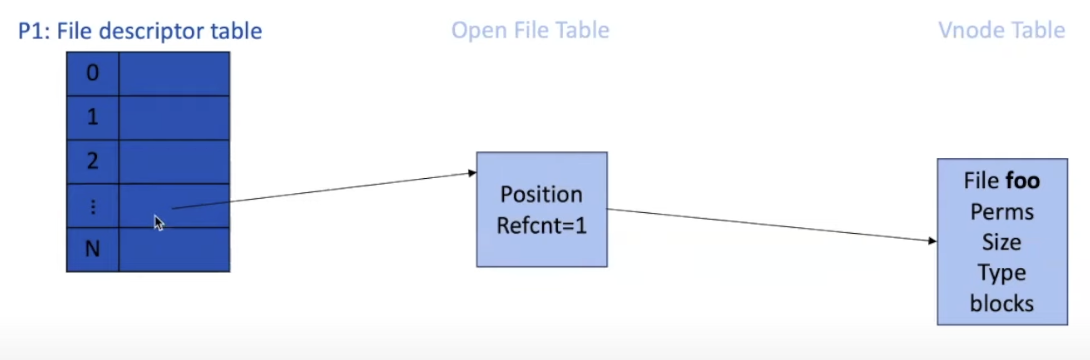 P1: File descriptor table
Open File Table
Vnode Table
0
1
2
⋮
N
Position
Refcnt=1
File foo
Perms
Size
Type
blocks